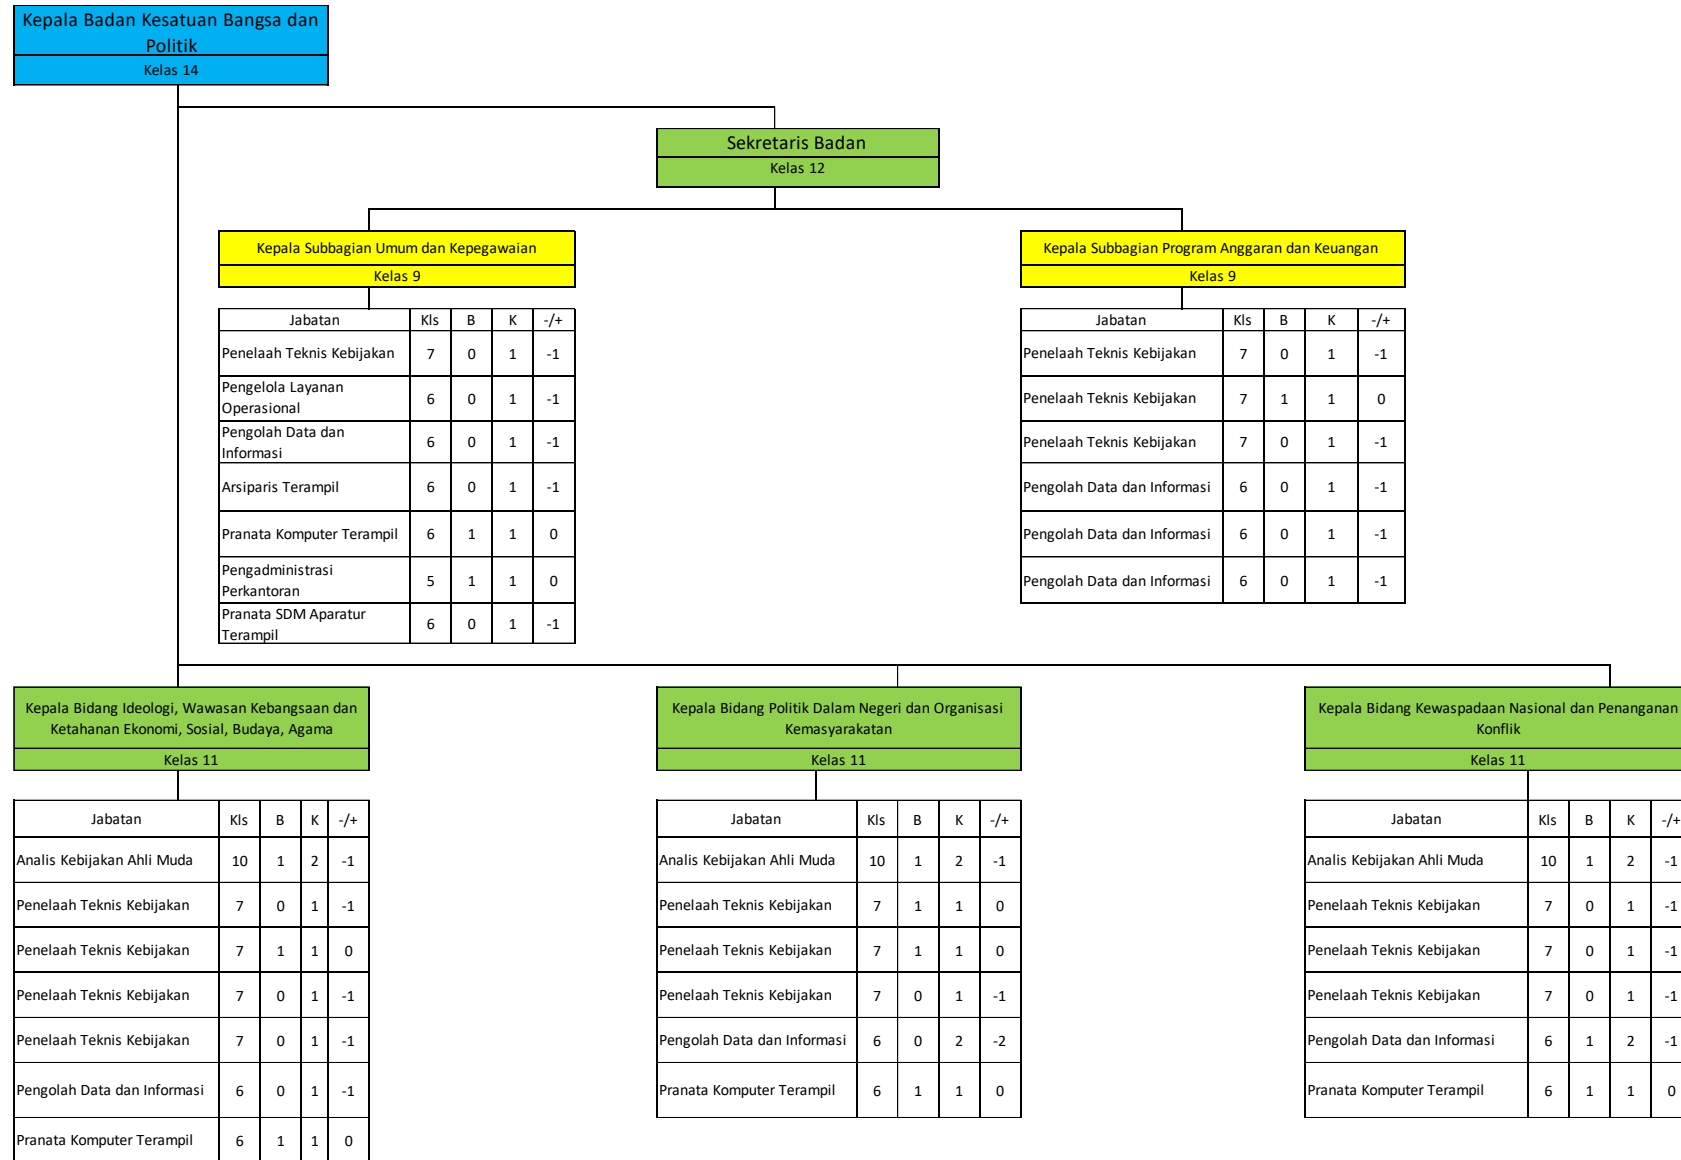 Kepala Badan Kesatuan Bangsa dan
Politik
Kelas 14
Sekretaris Badan
Kelas 12
Kepala Subbagian Umum dan Kepegawaian
Kelas 9
Jabatan Kls B K -/+
Penelaah Teknis Kebijakan 7 0 1 -1
Pengelola Layanan
Operasional 6 0 1 -1
Pengolah Data dan
Informasi 6 0 1 -1
Arsiparis Terampil 6 0 1 -1
Pranata Komputer Terampil 6 1 1 0
Pengadministrasi
Perkantoran 5 1 1 0
Pranata SDM Aparatur
Terampil 6 0 1 -1
Kepala Subbagian Program Anggaran dan Keuangan
Kelas 9
Jabatan Kls B K -/+
Penelaah Teknis Kebijakan 7 0 1 -1
Penelaah Teknis Kebijakan 7 1 1 0
Penelaah Teknis Kebijakan 7 0 1 -1
Pengolah Data dan Informasi 6 0 1 -1
Pengolah Data dan Informasi 6 0 1 -1
Pengolah Data dan Informasi 6 0 1 -1
Kepala Bidang Ideologi, Wawasan Kebangsaan dan
Ketahanan Ekonomi, Sosial, Budaya, Agama
Kelas 11
Jabatan Kls B K -/+
Analis Kebijakan Ahli Muda 10 1 2 -1
Penelaah Teknis Kebijakan 7 0 1 -1
Penelaah Teknis Kebijakan 7 1 1 0
Penelaah Teknis Kebijakan 7 0 1 -1
Penelaah Teknis Kebijakan 7 0 1 -1
Pengolah Data dan Informasi 6 0 1 -1
Pranata Komputer Terampil 6 1 1 0
Kepala Bidang Politik Dalam Negeri dan Organisasi
Kemasyarakatan
Kelas 11
Jabatan Kls B K -/+
Analis Kebijakan Ahli Muda 10 1 2 -1
Penelaah Teknis Kebijakan 7 1 1 0
Penelaah Teknis Kebijakan 7 1 1 0
Penelaah Teknis Kebijakan 7 0 1 -1
Pengolah Data dan Informasi 6 0 2 -2
Pranata Komputer Terampil 6 1 1 0
Kepala Bidang Kewaspadaan Nasional dan Penanganan
Konflik
Kelas 11
Jabatan Kls B K -/+
Analis Kebijakan Ahli Muda 10 1 2 -1
Penelaah Teknis Kebijakan 7 0 1 -1
Penelaah Teknis Kebijakan 7 0 1 -1
Penelaah Teknis Kebijakan 7 0 1 -1
Pengolah Data dan Informasi 6 1 2 -1
Pranata Komputer Terampil 6 1 1 0